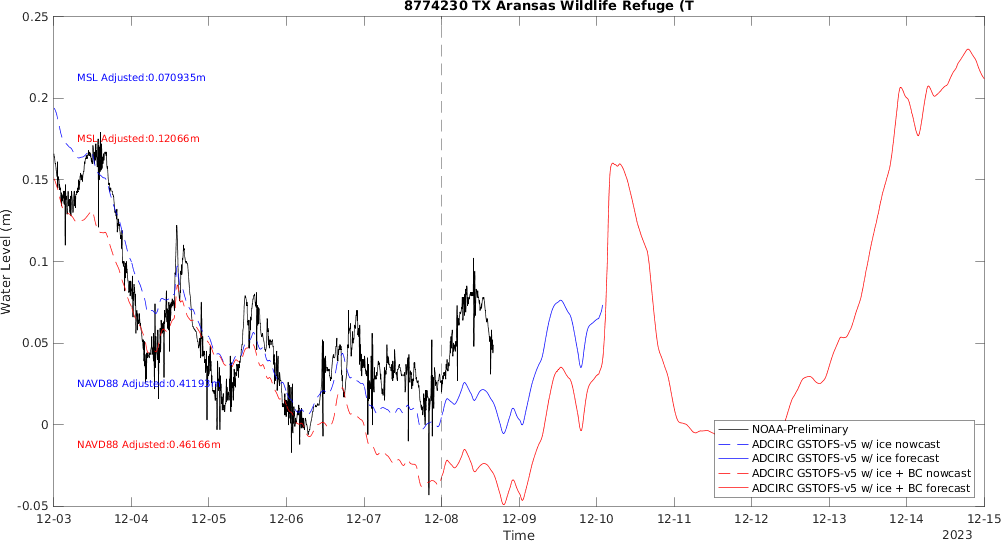 8774230 TX Aransas Wildlife Refuge (T
0.25
0.2
0.15
0.1
0.05
0
-0.05
Water Level (m)
MSL Adjusted:0.070935m
MSL Adjusted:0.12066m
NAVD88 Adjusted:0.41193m
NAVD88 Adjusted:0.46166m
NOAA-Preliminary
ADCIRC GSTOFS-v5 w/ ice nowcast
ADCIRC GSTOFS-v5 w/ ice forecast
ADCIRC GSTOFS-v5 w/ ice + BC nowcast
ADCIRC GSTOFS-v5 w/ ice + BC forecast
12-03 12-04 12-05 12-06 12-07 12-08 12-09 12-10 12-11 12-12 12-13 12-14 12-15
Time
2023